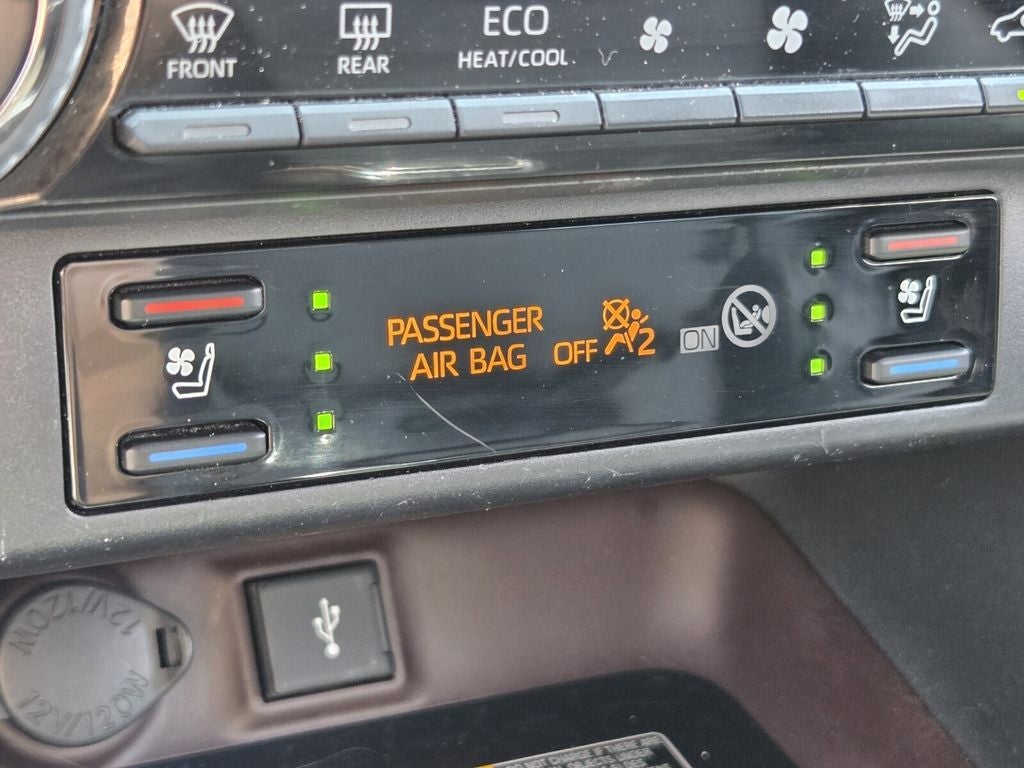 FRONT
REAR
ECO
HEAT/COOL
PASSENGER
AIR BAG OFF
2
ON
12V/120W
12V/120W